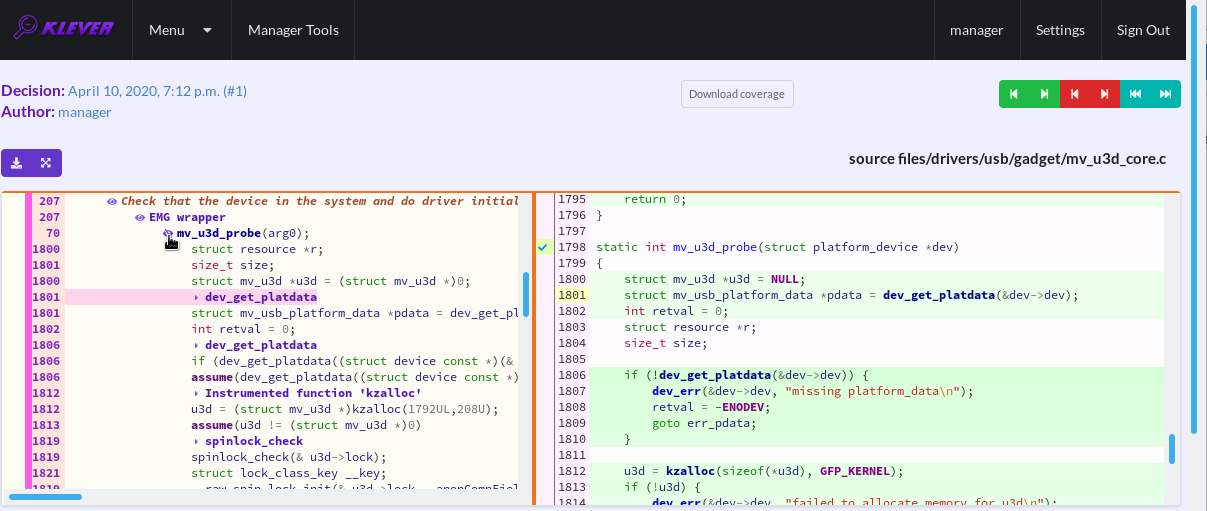 KLEVER Menu Manager Tools manager Settings Sign Out
Decision: April 10, 2020, 7:12 p.m. (#1)
Author: manager
Download coverage
source files/drivers/usb/gadget/mv_u3d_core.c
207 Check that the device in the system and do driver initial
207 EMG wrapper
70 mv_u3d_probe(arg0);
1800 struct resource *r;
1801 size_t size;
1800 struct mv_u3d *u3d = (struct mv_u3d *)0;
1801 dev_get_platdata
1801 struct mv_usb_platform_data *pdata = dev_get_pl
1802 int retval = 0;
1806 dev_get_platdata
1806 if (dev_get_platdata((struct device const *)(&
1806 assume(dev_get_platdata((struct device const *)
1812 Instrumented function 'kzalloc'
1812 u3d = (struct mv_u3d *)kzalloc(1792UL,208U);
1813 assume(u3d != (struct mv_u3d *)0)
1819 spinlock_check
1819 spinlock_check(& u3d->lock);
1821 struct lock_class_key __key;
1819 raw_spin_lock_init(& u3d->lock.__anonCompFiel
1795 return 0;
1796 }
1797
1798 static int mv_u3d_probe(struct platform_device *dev)
1799 {
1800 struct mv_u3d *u3d = NULL;
1801 struct mv_usb_platform_data *pdata = dev_get_platdata(&dev->dev);
1802 int retval = 0;
1803 struct resource *r;
1804 size_t size;
1805
1806 if (!dev_get_platdata(&dev->dev)) {
1807 dev_err(&dev->dev, "missing platform_data\n");
1808 retval = -ENODEV;
1809 goto err_pdata;
1810 }
1811
1812 u3d = kzalloc(sizeof(*u3d), GFP_KERNEL);
1813 if (!u3d) {
1814 dev_err(&dev->dev, "failed to allocate memory for u3d\n");